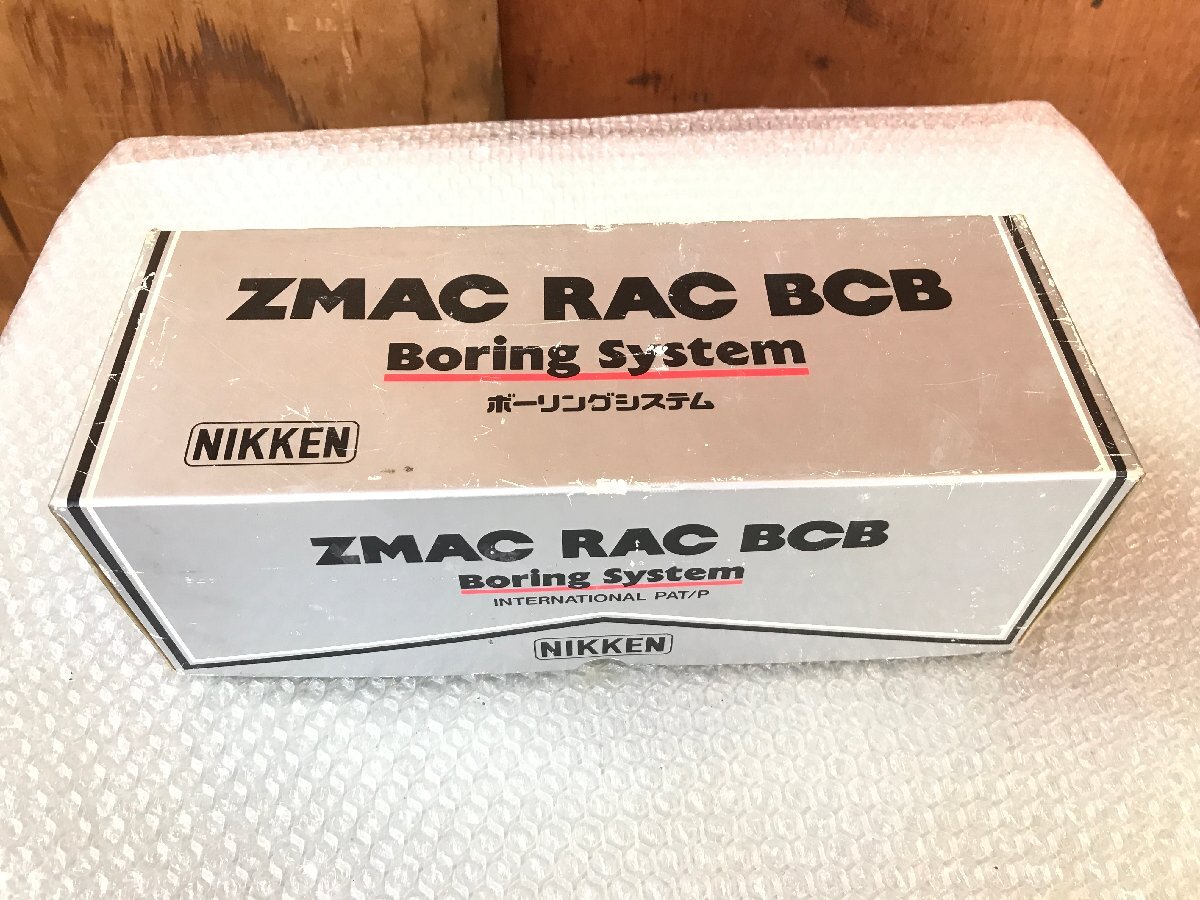 ZMAC RAC BCB
Boring System
ボーリングシステム
NIKKEN
ZMAC RAC BCB
Boring System
INTERNATIONAL PAT/P
NIKKEN